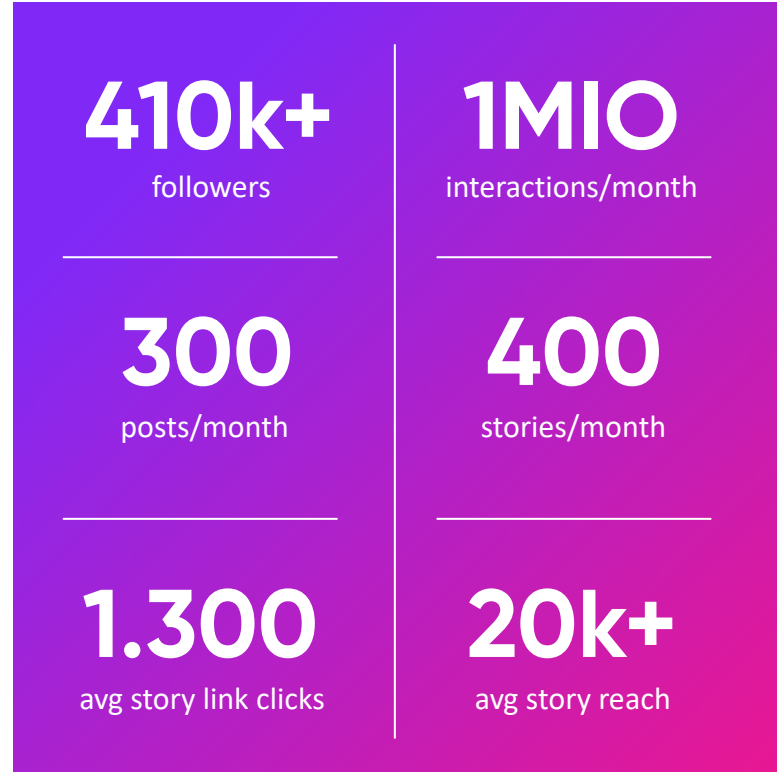 410k+
followers
1MIO
interactions/month
300
posts/month
400
stories/month
1.300
avg story link clicks
20k+
avg story reach